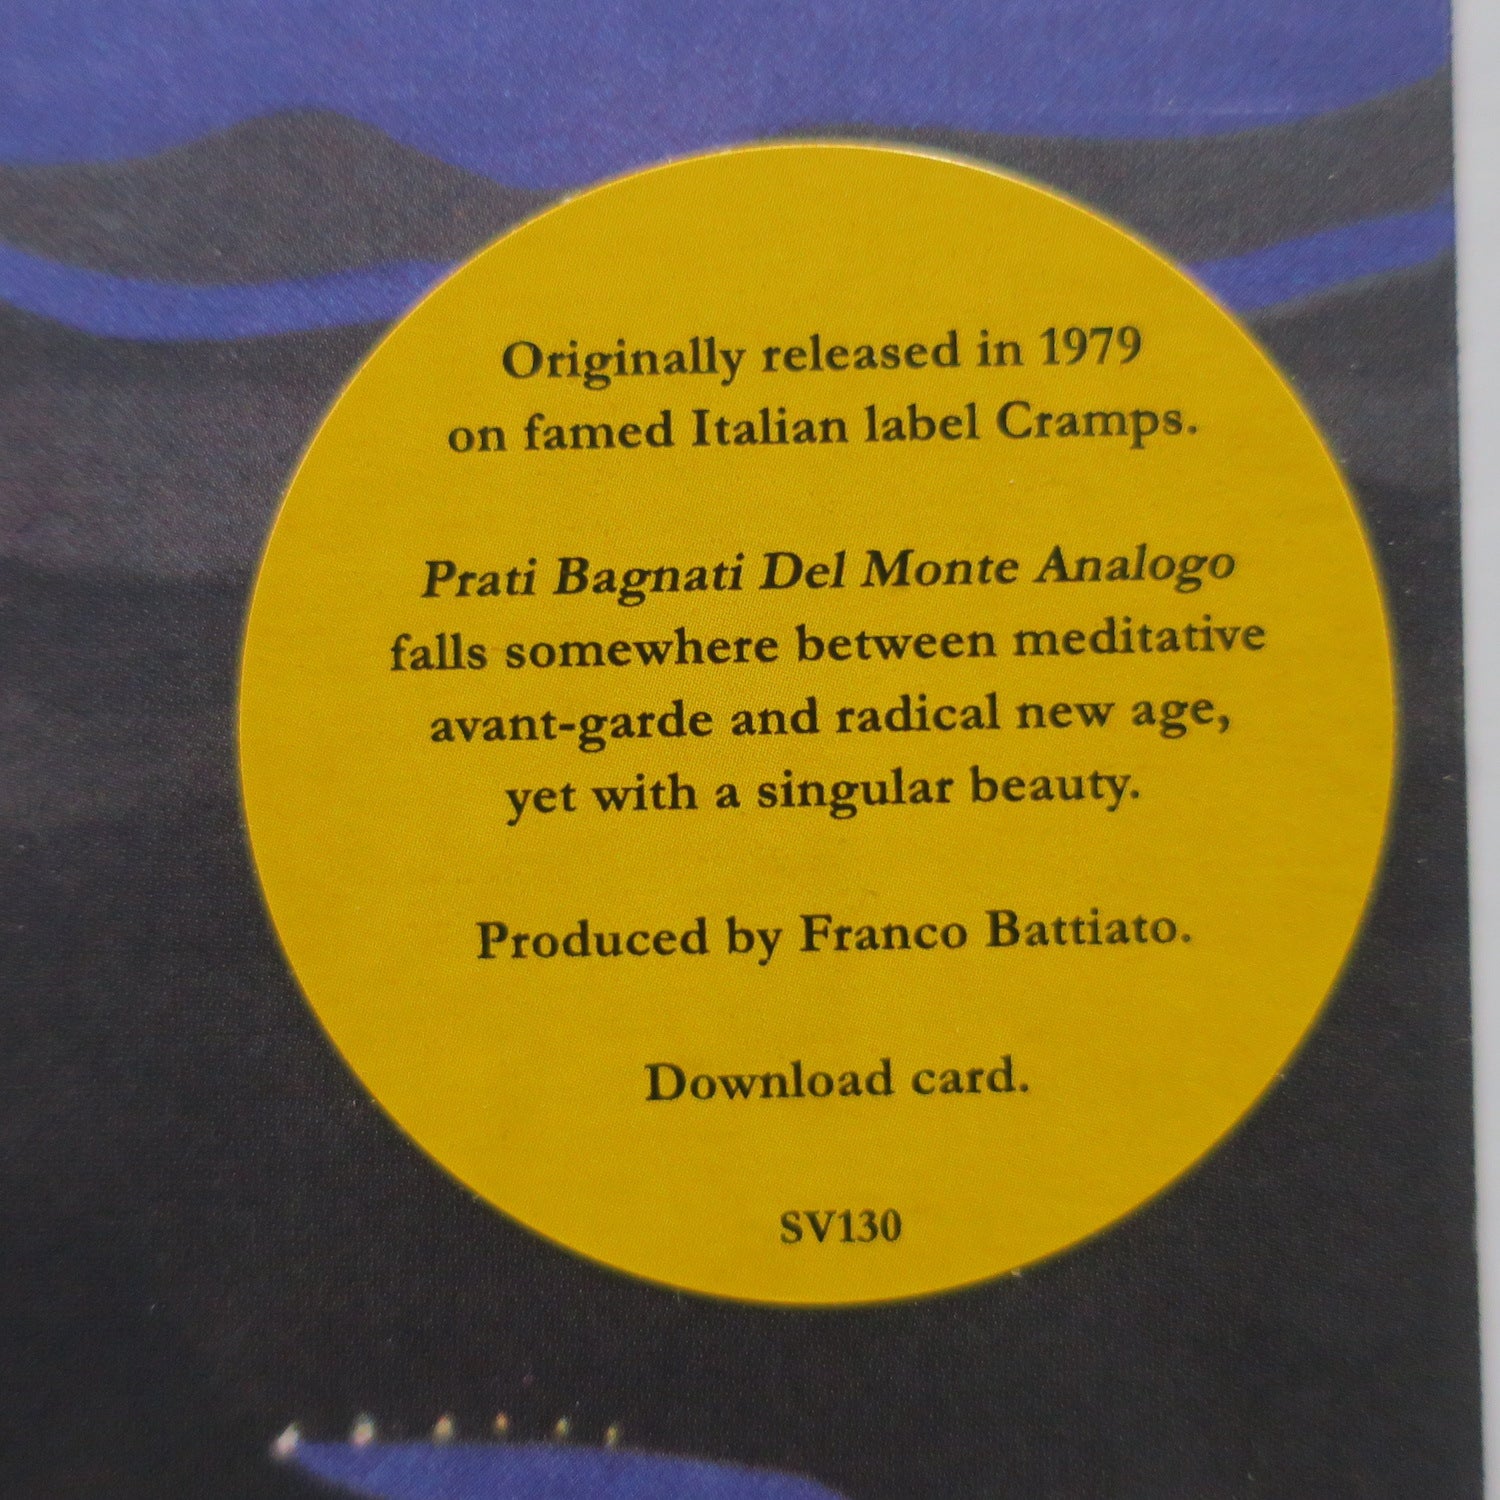 Originally released in 1979
on famed Italian label Cramps.
Prati Bagnati Del Monte Analogo
falls somewhere between meditative
avant-garde and radical new age,
yet with a singular beauty.
Produced by Franco Battiato.
Download card.
SV130